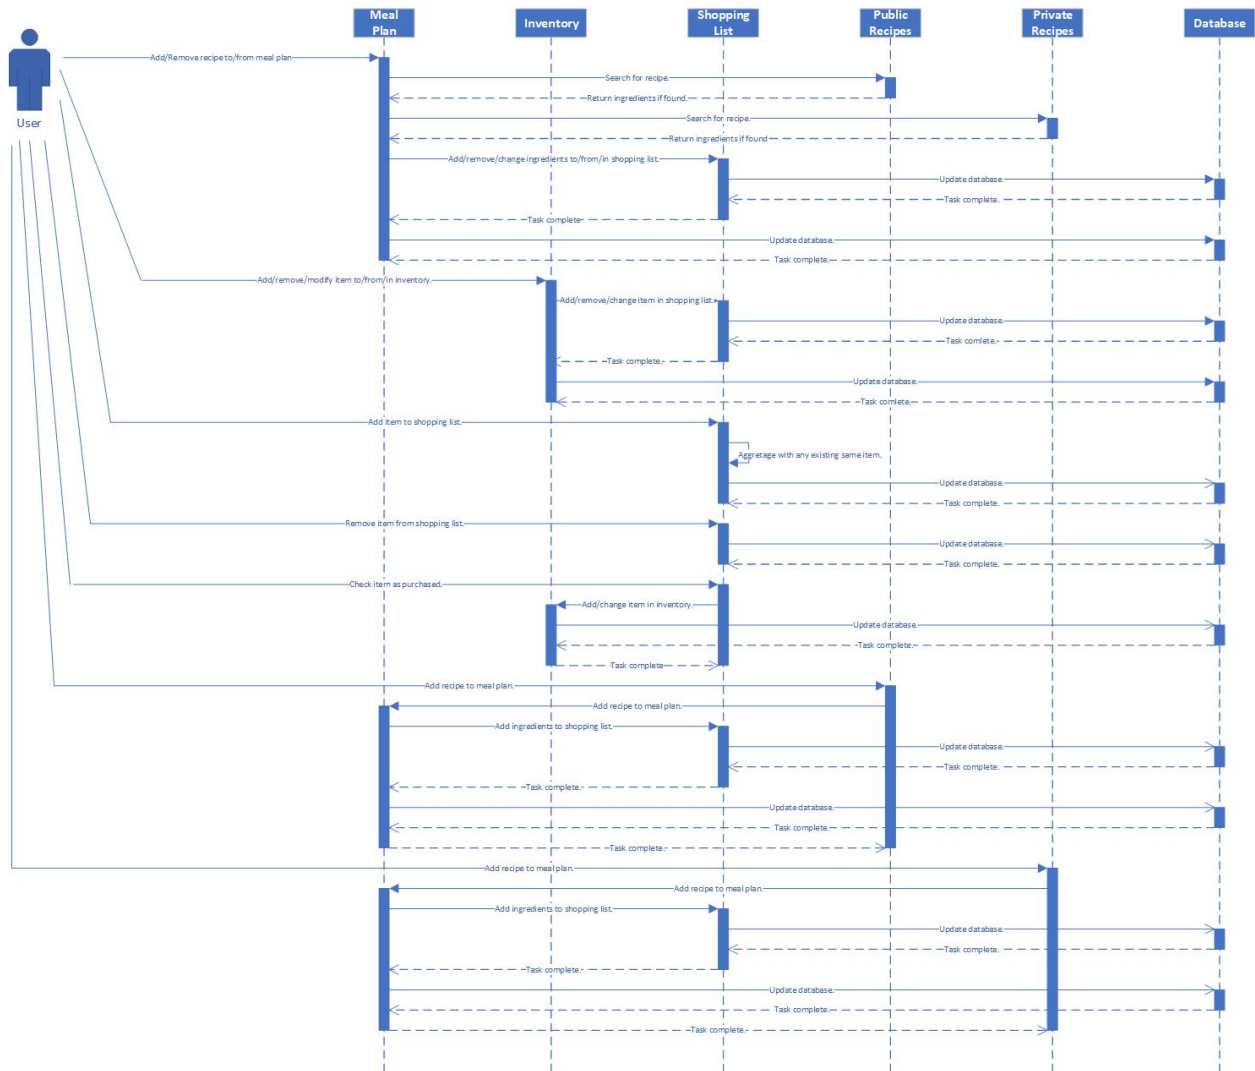 Meal
Plan
Inventory
Shopping
List
Public
Recipes
Private
Recipes
Database
User
Add/Remove recipe to/from meal plan
Search for recipe.
Return ingredients if found.
Search for recipe.
Return ingredients if found
Add/remove/change ingredients to/from/in shopping list.
Update database.
Task complete.
Task complete
Update database.
Task complete.
Add/remove/modify item to/from/in inventory.
Add/remove/change item in shopping list.
Update database.
Task comlete.
Task complete.
Update database.
Task comlete.
Add item to shopping list.
Aggretage with any existing same item.
Update database.
Task complete.
Remove item from shopping list.
Update database.
Task complete.
Check item as purchased.
Add/change item in inventory.
Update database.
Task complete.
Task complete
Add recipe to meal plan.
Add recipe to meal plan.
Add ingredients to shopping list.
Update database.
Task complete.
Task complete.
Update database.
Task complete.
Task complete.
Add recipe to meal plan.
Add recipe to meal plan.
Add ingredients to shopping list.
Update database.
Task complete.
Task complete.
Update database.
Task complete.
Task complete.